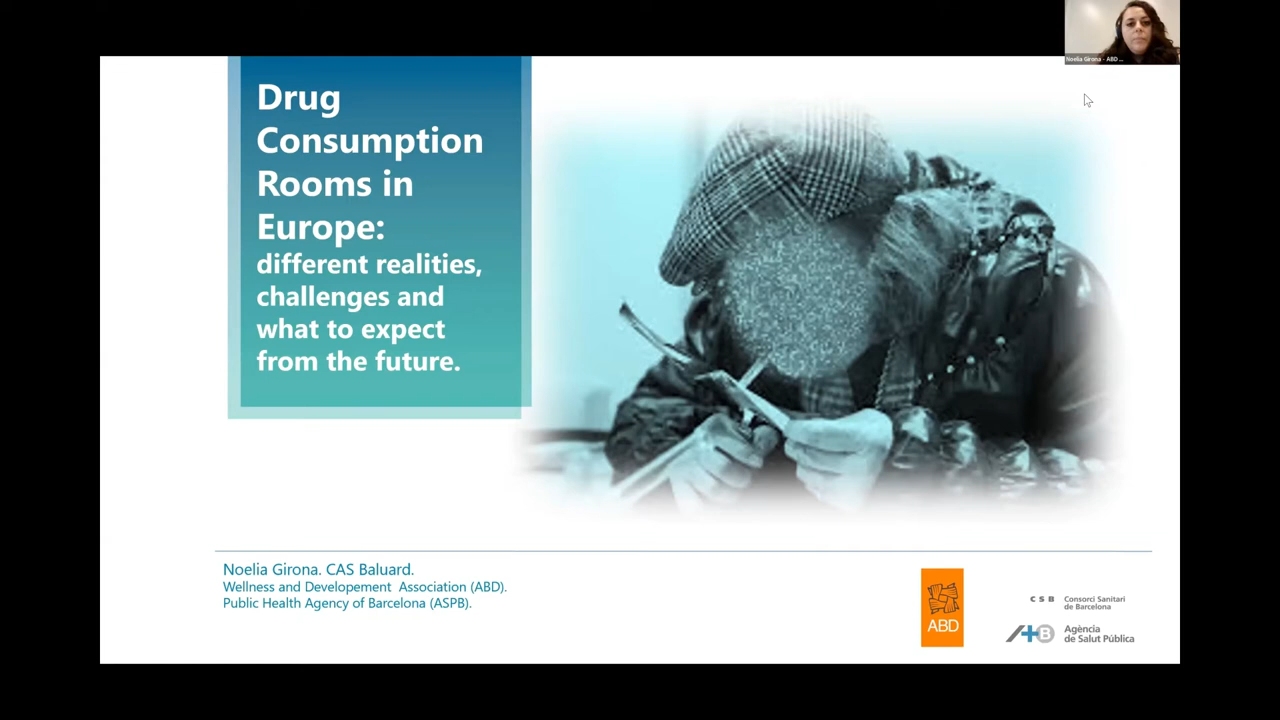 Noelia Girona - ABD ...
Drug
Consumption
Rooms in
Europe:
different realities,
challenges and
what to expect
from the future.
Noelia Girona. CAS Baluard.
Wellness and Developement Association (ABD).
Public Health Agency of Barcelona (ASPB).
ABD
CSB Consorci Sanitari
de Barcelona
B Agència
de Salut Pública